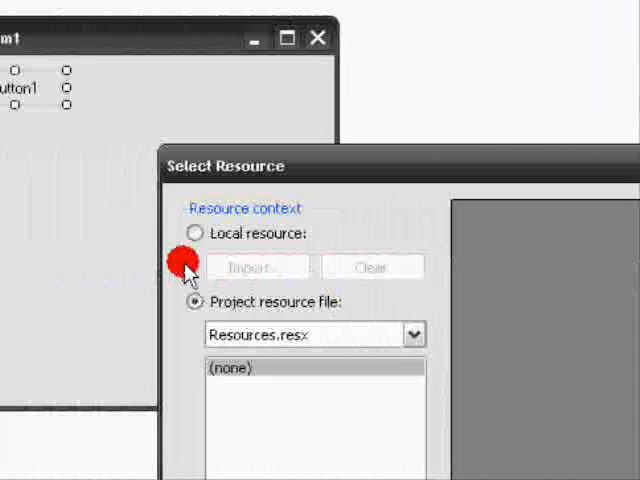 m1
utton1
Select Resource
Resource context
Local resource:
Import...
Clear
Project resource file:
Resources.resx
(none)